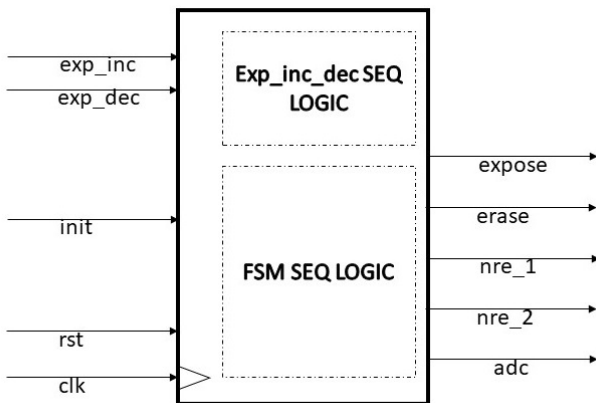 exp_inc
exp_dec
init
rst
clk
Exp_inc_dec SEQ
LOGIC
FSM SEQ LOGIC
expose
erase
nre_1
nre_2
adc